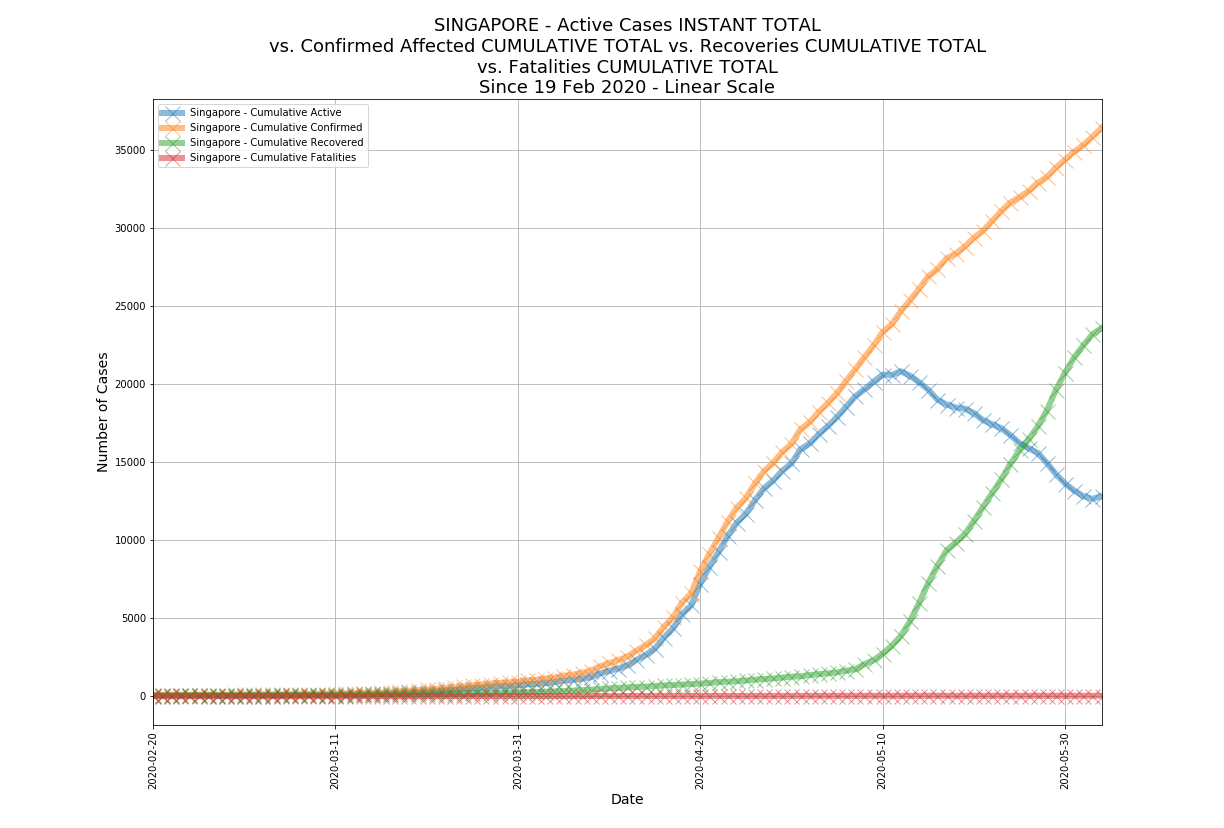 SINGAPORE - Active Cases INSTANT TOTAL
vs. Confirmed Affected CUMULATIVE TOTAL vs. Recoveries CUMULATIVE TOTAL
vs. Fatalities CUMULATIVE TOTAL
Since 19 Feb 2020 - Linear Scale
Singapore - Cumulative Active
Singapore - Cumulative Confirmed
Singapore - Cumulative Recovered
Singapore - Cumulative Fatalities
Number of Cases
35000
30000
25000
20000
15000
10000
5000
0
2020-02-20
2020-03-11
2020-03-31
2020-04-20
2020-05-10
2020-05-30
Date